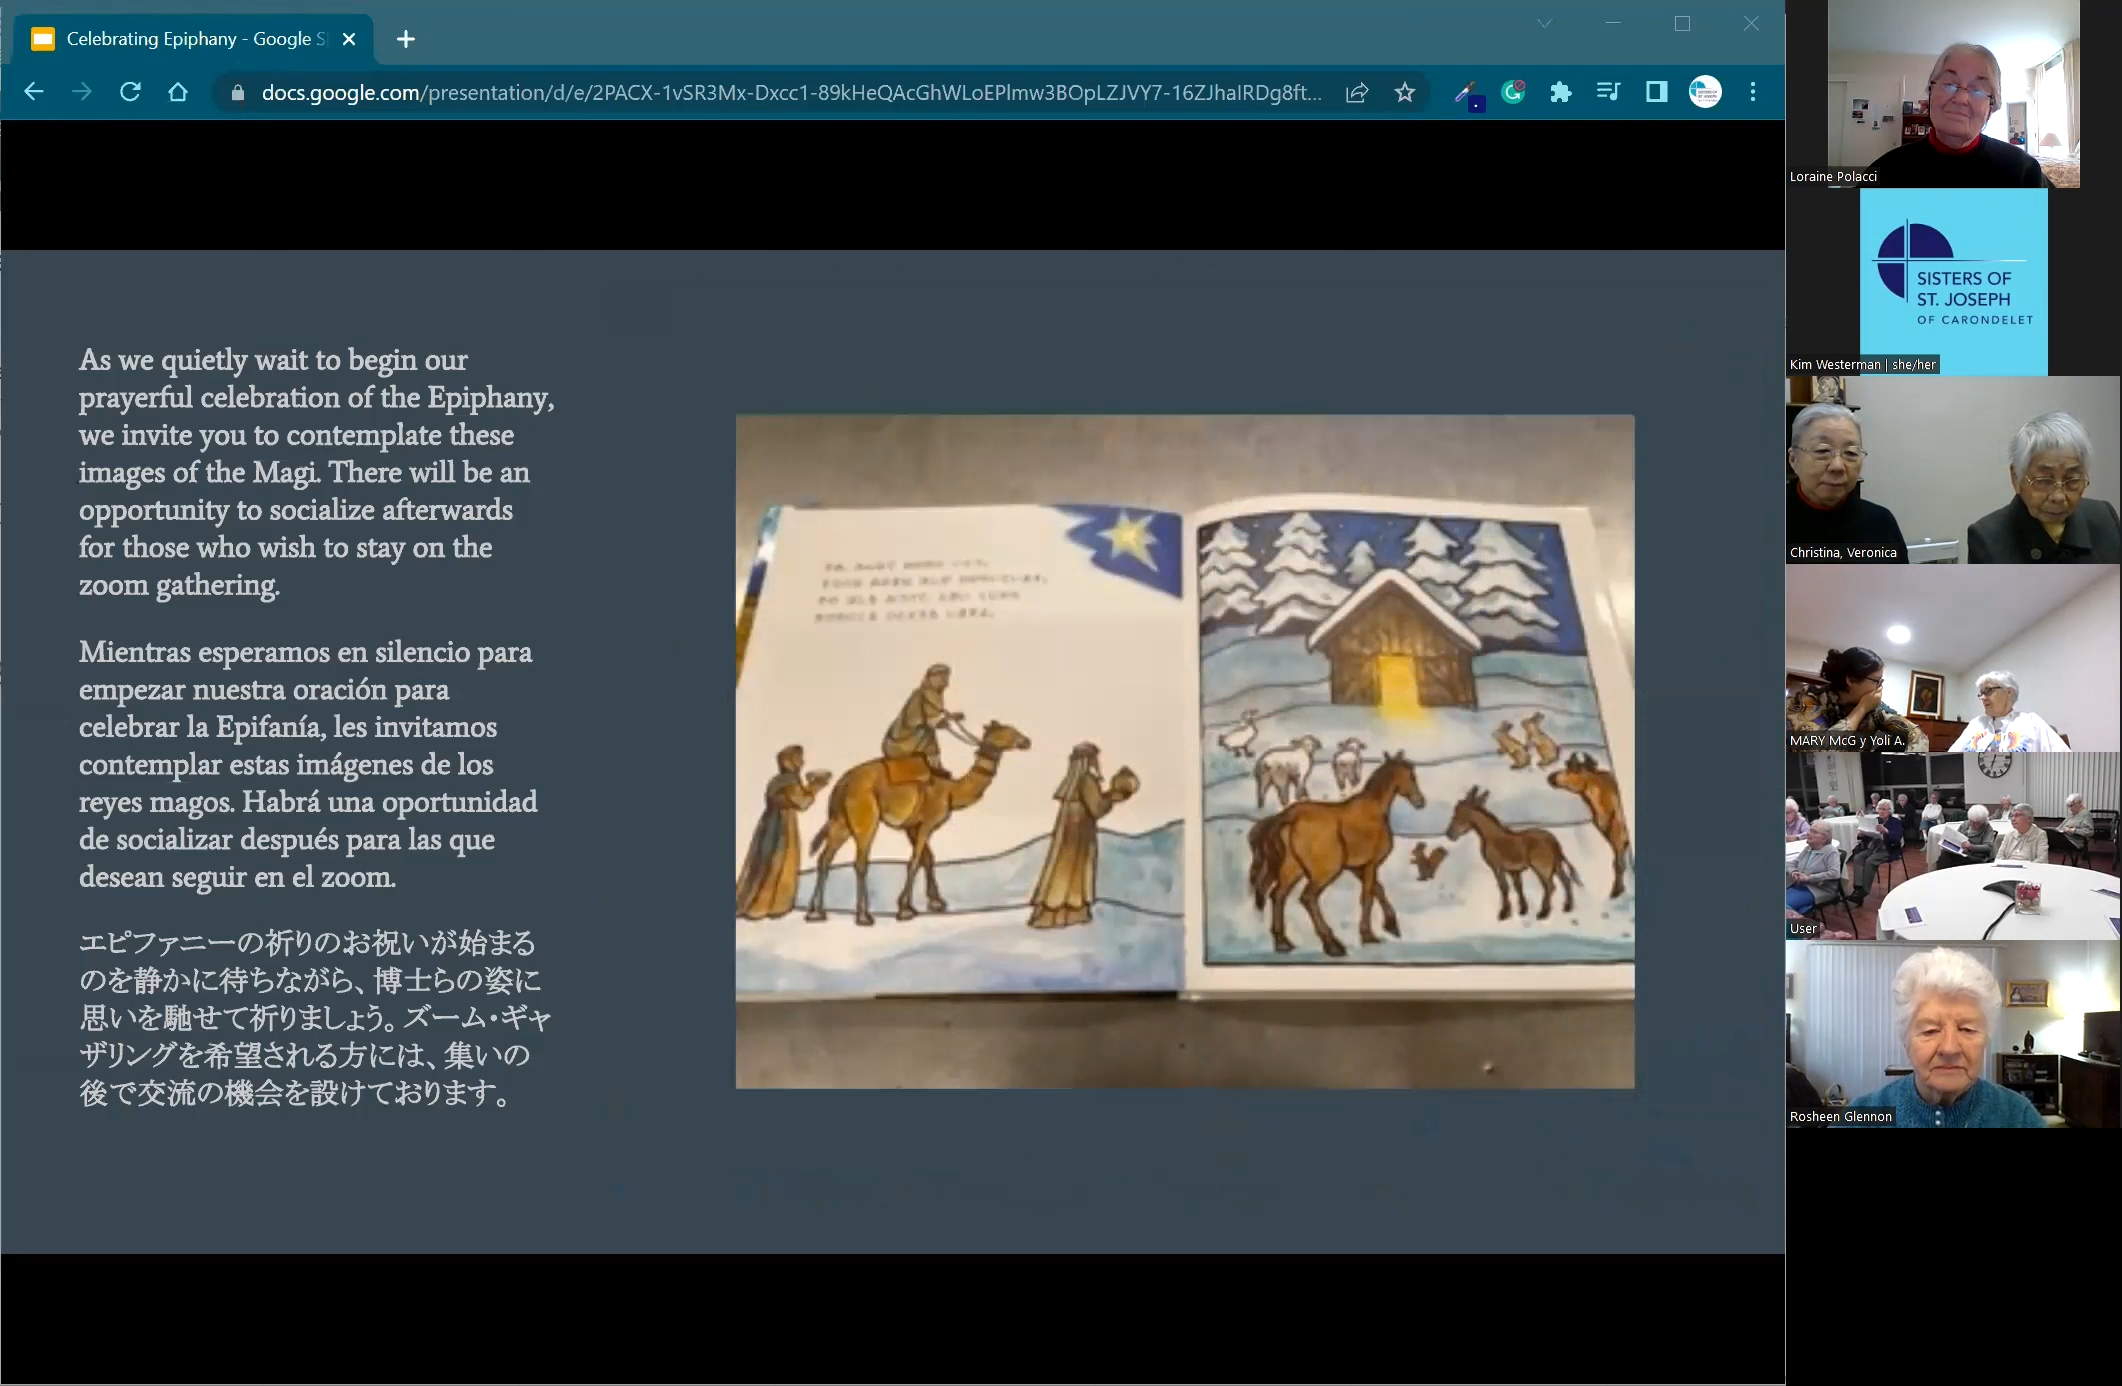 Celebrating Epiphany - Google S
docs.google.com/presentation/d/e/2PACX-1vSR3Mx-Dxcc1-89kHeQAcGhWLoEPlmw3BOpLZJVY7-16ZJhaIRDg8ft...
As we quietly wait to begin our
prayerful celebration of the Epiphany,
we invite you to contemplate these
images of the Magi. There will be an
opportunity to socialize afterwards
for those who wish to stay on the
zoom gathering.
Mientras esperamos en silencio para
empezar nuestra oración para
celebrar la Epifanía, les invitamos
contemplar estas imágenes de los
reyes magos. Habrá una oportunidad
de socializar después para las que
desean seguir en el zoom.
エピファニーの祈りのお祝いが始まる
のを静かに待ちながら、博士らの姿に
思いを馳せて祈りましょう。ズーム・ギャ
ザリングを希望される方には、集いの
後で交流の機会を設けております。
Loraine Polacci
SISTERS OF
ST. JOSEPH
OF CARONDELET
Kim Westerman | she/her
Christina, Veronica
MARY McG y Yoli A.
User
Rosheen Glennon